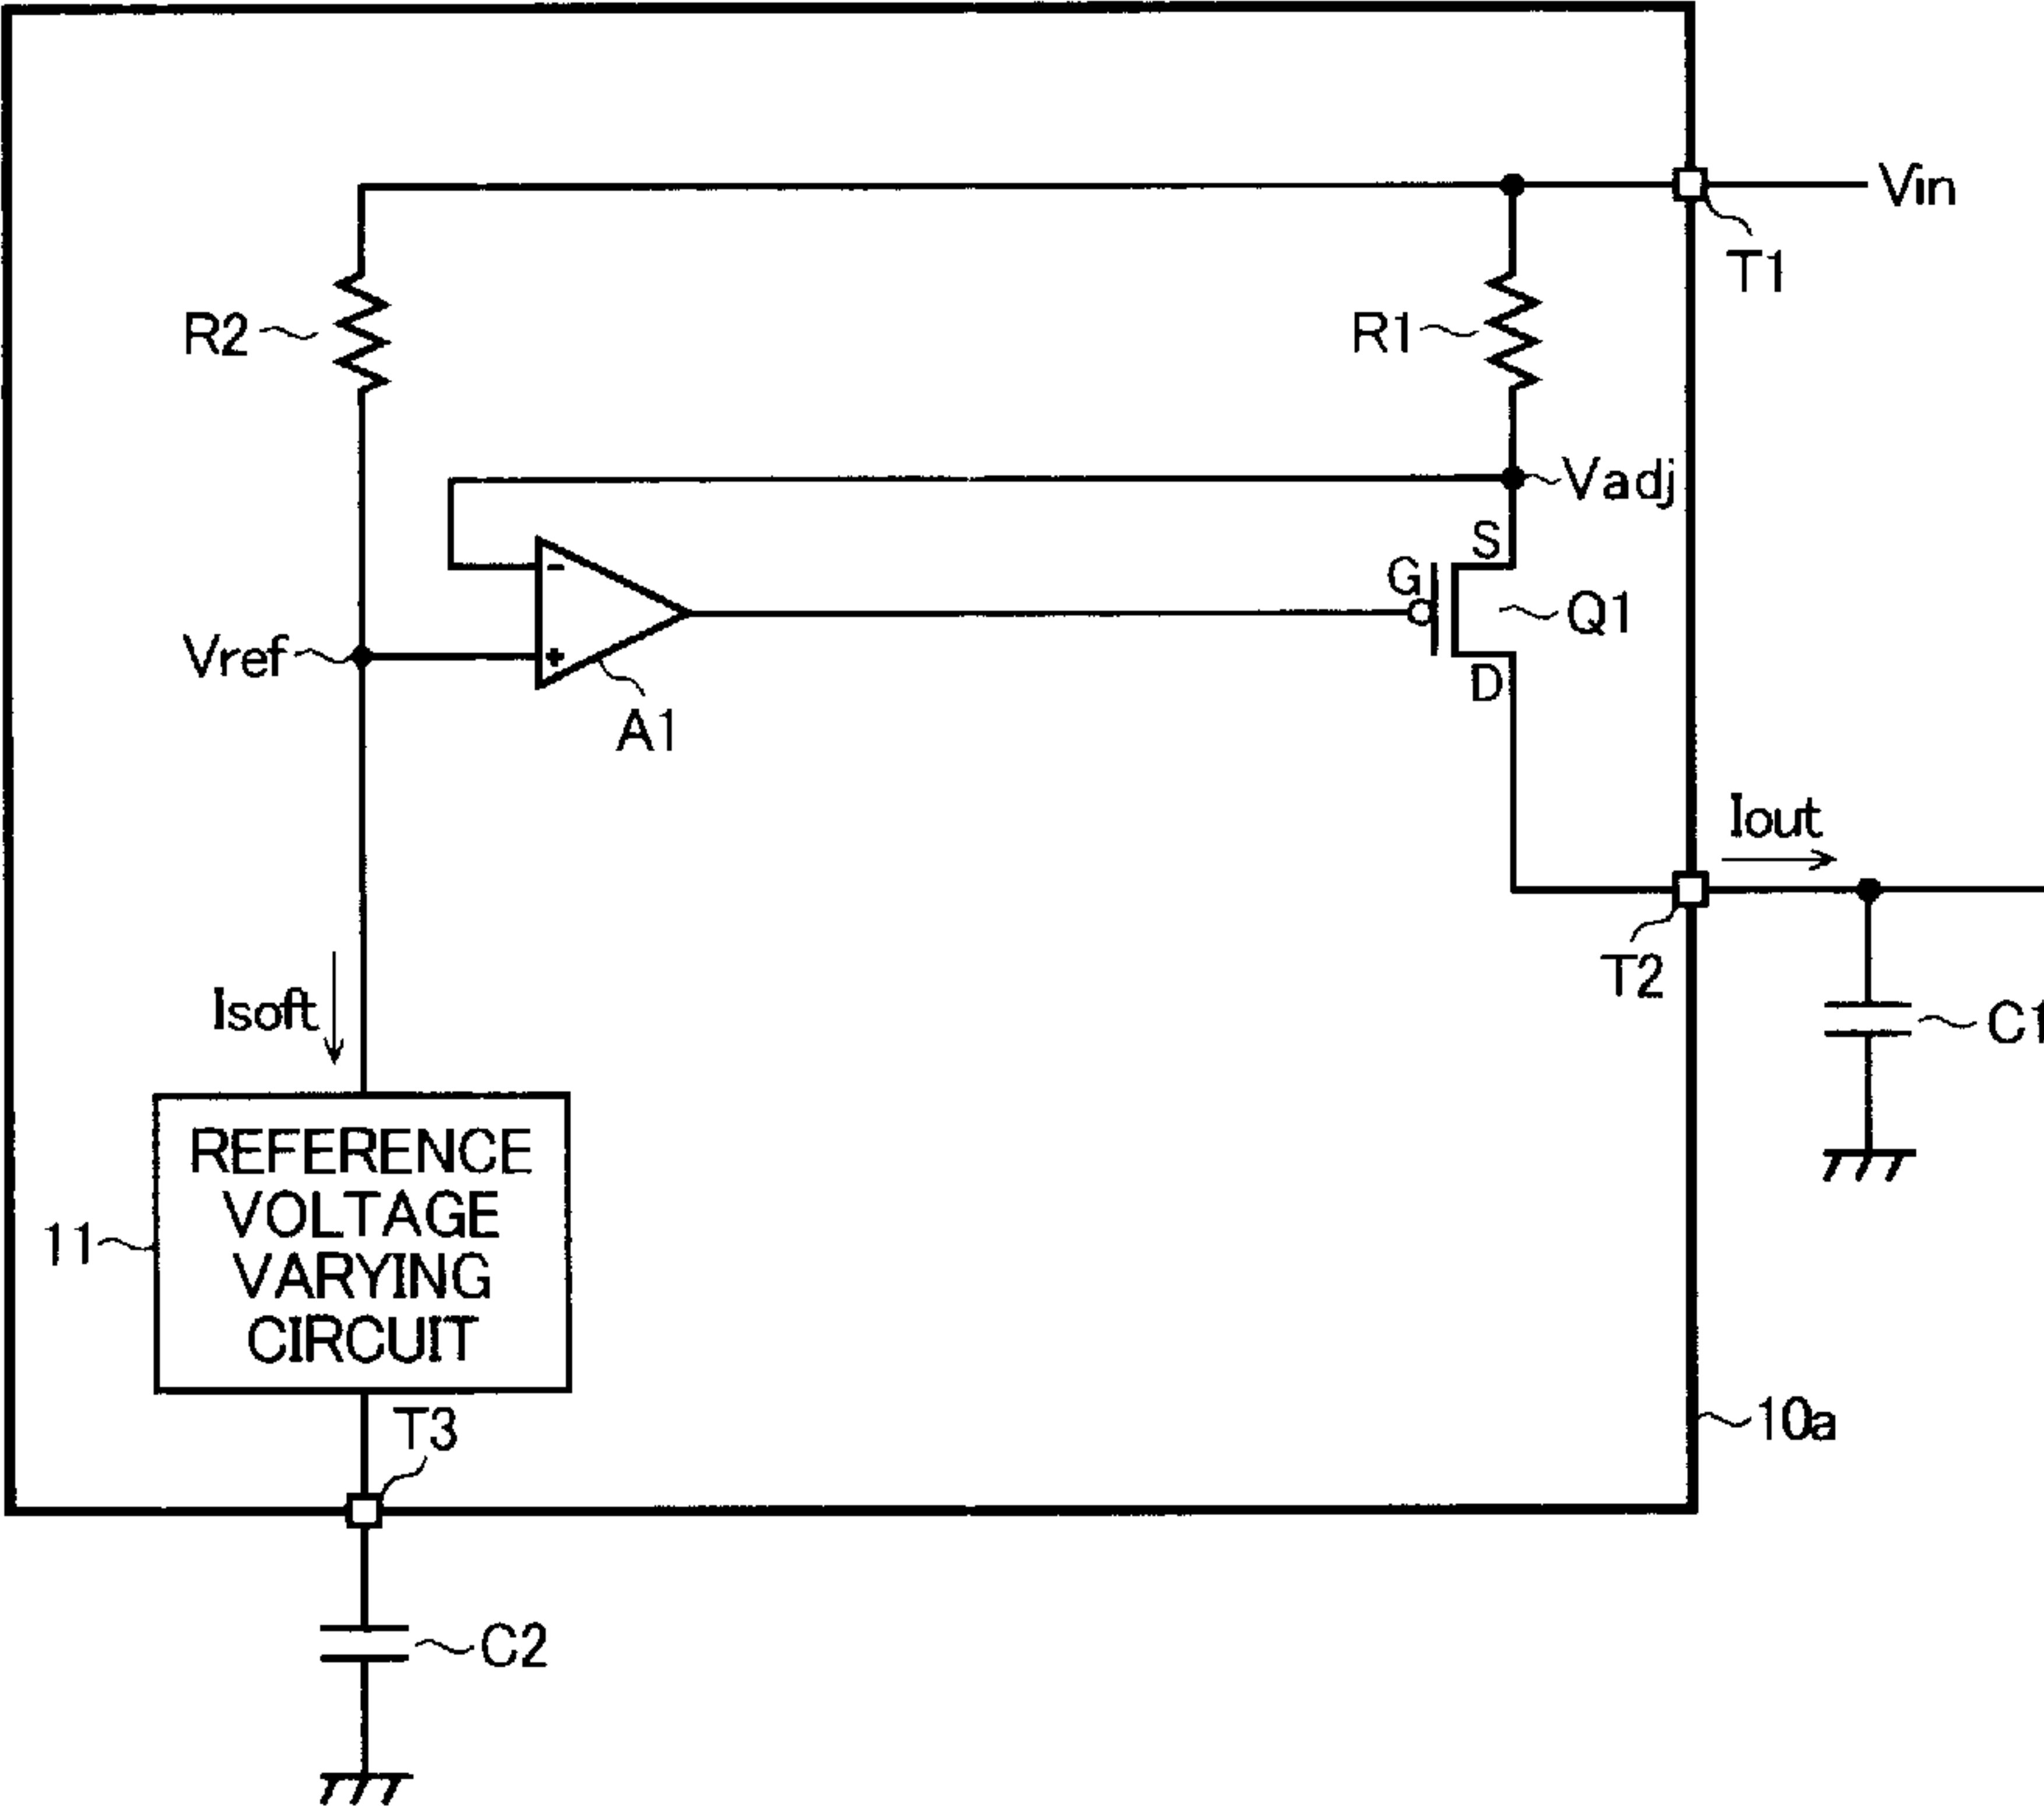 Vin
T1
R2
R1
Vadj
S
G
Q1
Vref
-
+
D
A1
Iout
T2
Isoft
C1
REFERENCE
VOLTAGE
VARYING
CIRCUIT
11
T3
10a
C2